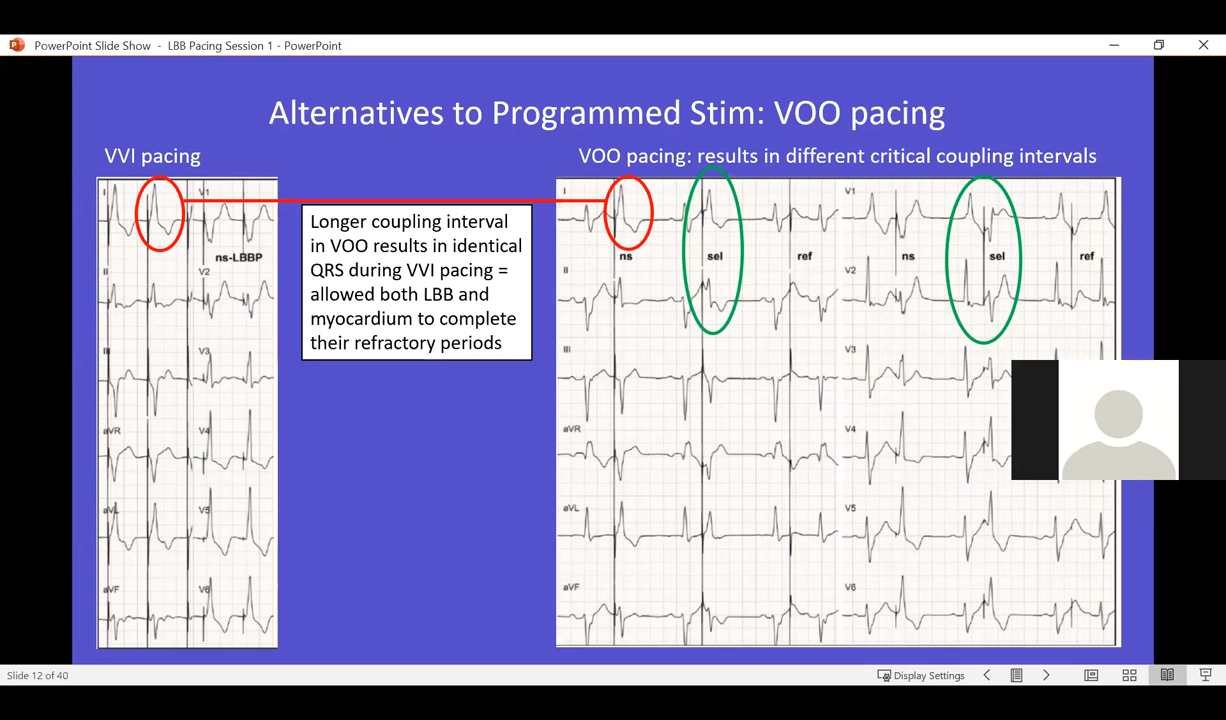 PowerPoint Slide Show - LBB Pacing Session 1 - PowerPoint
Alternatives to Programmed Stim: VOO pacing
VVI pacing
VOO pacing: results in different critical coupling intervals
I
V1
ns-LBBP
II
V2
III
V3
aVR
V4
aVL
V5
aVF
V6
Longer coupling interval
in VOO results in identical
QRS during VVI pacing =
allowed both LBB and
myocardium to complete
their refractory periods
I
V1
ns
sel
ref
ns
sel
ref
II
V2
III
V3
aVR
V4
aVL
V5
aVF
V6
Slide 12 of 40
Display Settings